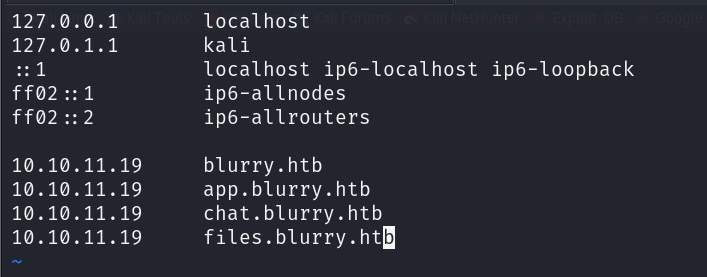 Kali Tools Kali Forums Kali NetHunter Exploit-DB Google
127.0.0.1 localhost
127.0.1.1 kali
::1 localhost ip6-localhost ip6-loopback
ff02::1 ip6-allnodes
ff02::2 ip6-allrouters
10.10.11.19 blurry.htb
10.10.11.19 app.blurry.htb
10.10.11.19 chat.blurry.htb
10.10.11.19 files.blurry.htb
~